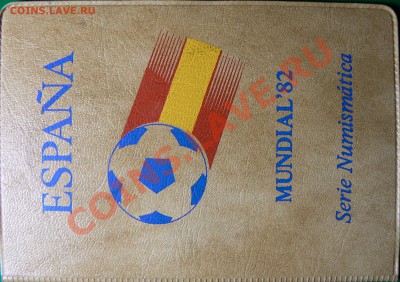 COINS.LAVE.RU
ESPAÑA
MUNDIAL'82
Serie Numismática
COINS.LAVE.RU